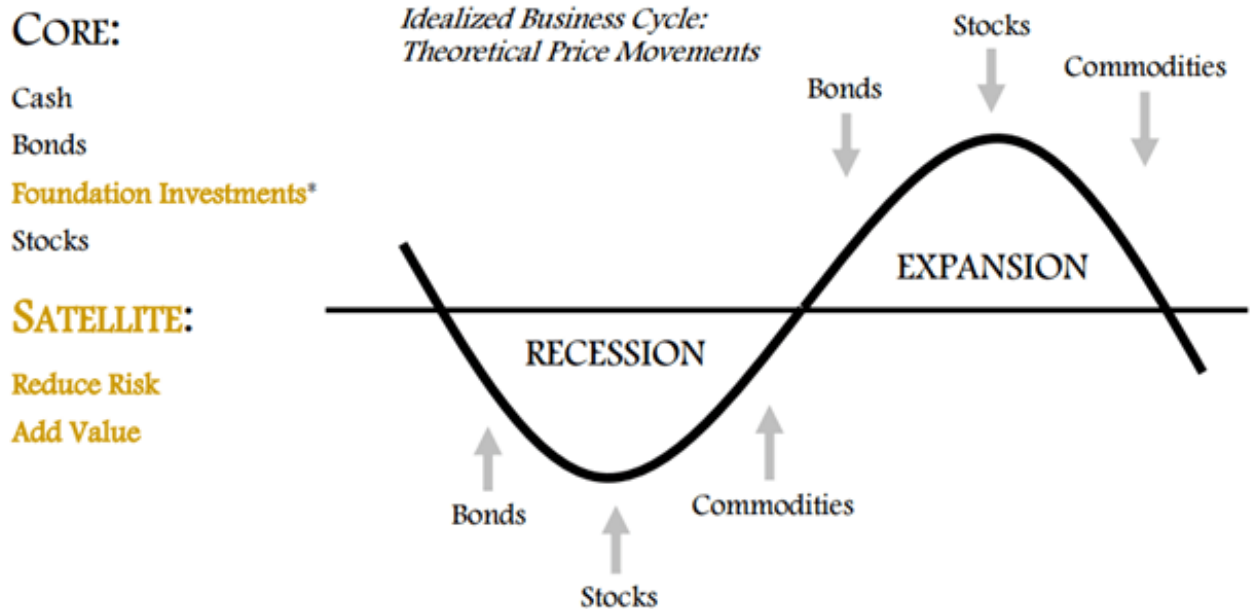 CORE:
Cash
Bonds
Foundation Investments*
Stocks
SATELLITE:
Reduce Risk
Add Value
Idealized Business Cycle:
Theoretical Price Movements
Bonds
Stocks
Commodities
EXPANSION
RECESSION
Bonds
Stocks
Commodities